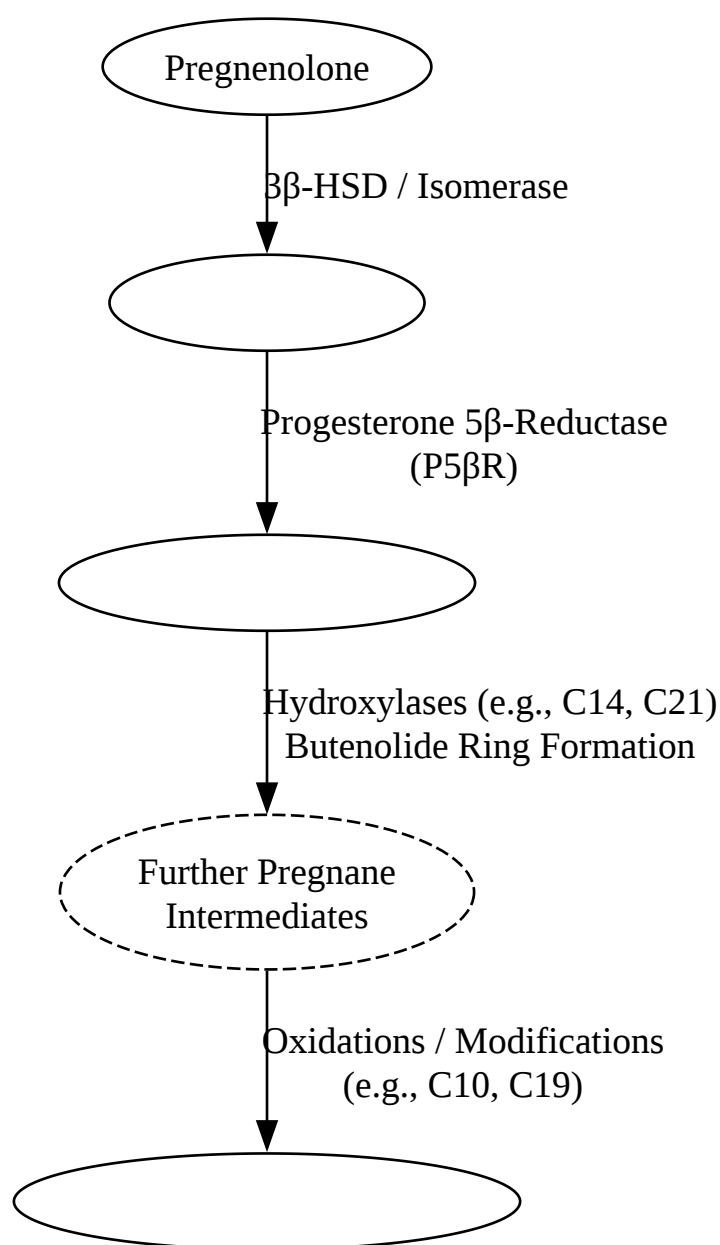 Pregnenolone
3β-HSD / Isomerase
Progesterone 5β-Reductase
(P5βR)
Hydroxylases (e.g., C14, C21)
Butenolide Ring Formation
Further Pregnane
Intermediates
Oxidations / Modifications
(e.g., C10, C19)